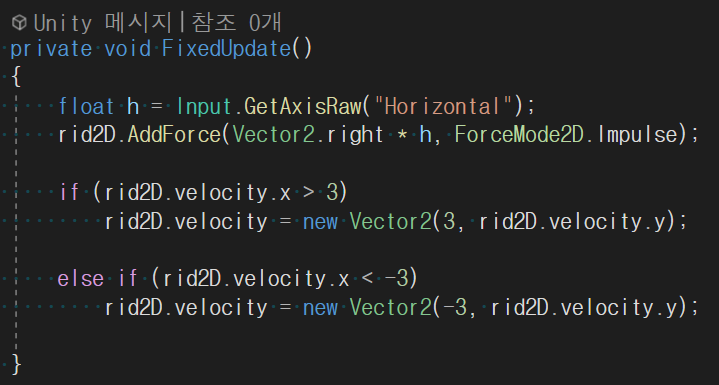 Unity 메시지 | 참조 0개
private void FixedUpdate()
{
float h = Input.GetAxisRaw("Horizontal");
rid2D.AddForce(Vector2.right * h, ForceMode2D.Impulse);
if (rid2D.velocity.x > 3)
rid2D.velocity = new Vector2(3, rid2D.velocity.y);
else if (rid2D.velocity.x < -3)
rid2D.velocity = new Vector2(-3, rid2D.velocity.y);
}